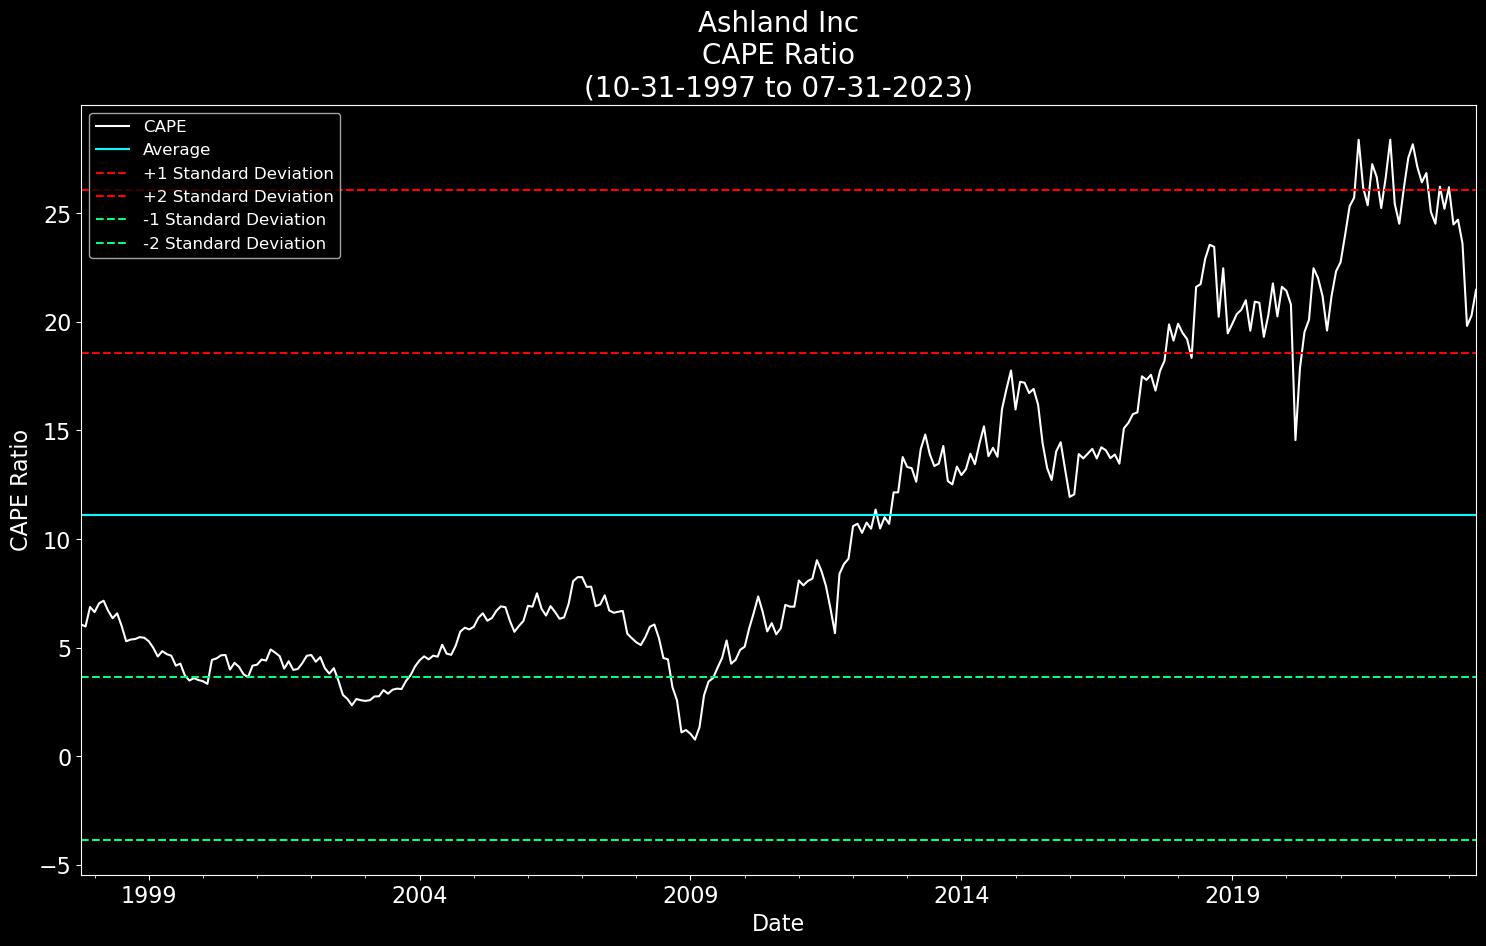 Ashland Inc
CAPE Ratio
(10-31-1997 to 07-31-2023)
CAPE
Average
+1 Standard Deviation
+2 Standard Deviation
-1 Standard Deviation
-2 Standard Deviation
CAPE Ratio
25
20
15
10
5
0
−5
1999
2004
2009
2014
2019
Date